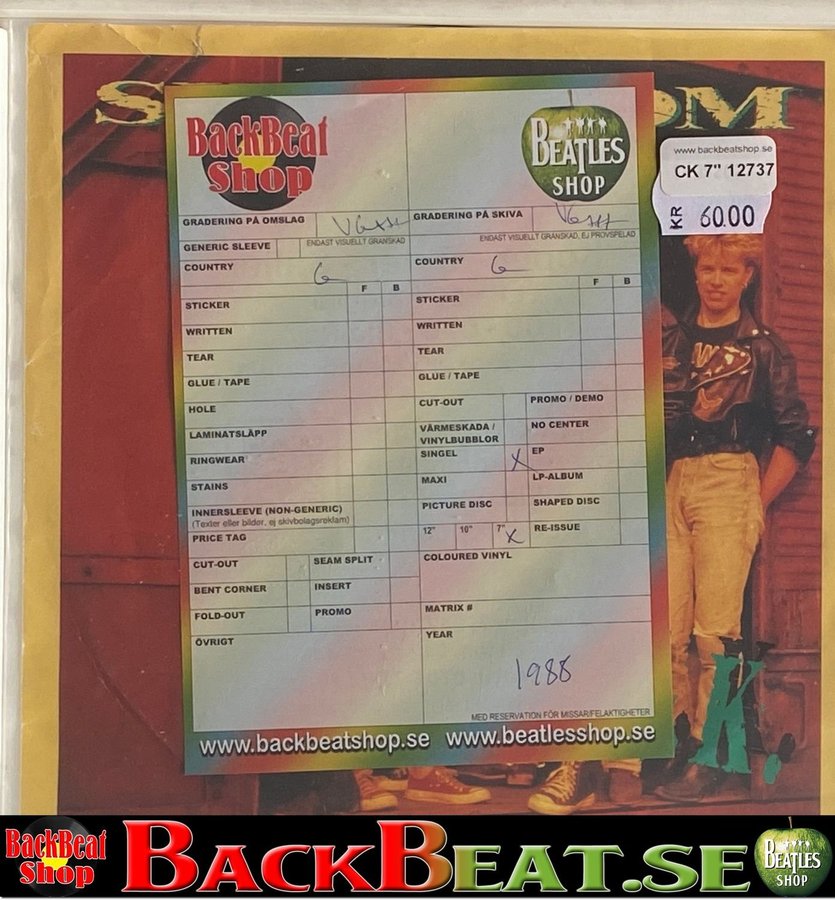 S
OM
BackBeat
Shop
BEATLES
SHOP
www.backbeatshop.se
CK 7" 12737
KR 60.00
GRADERING PÅ OMSLAG
GRADERING PÅ SKIVA
GENERIC SLEEVE
ENDAST VISUELLT GRANSKAD
ENDAST VISUELLT GRANSKAD, EJ PROVSPELAD
COUNTRY G
COUNTRY G
F B
F B
STICKER
STICKER
WRITTEN
WRITTEN
TEAR
TEAR
GLUE / TAPE
GLUE / TAPE
HOLE
CUT-OUT
PROMO / DEMO
LAMINATSLÄPP
VÄRMESKADA /
VINYLBUBBLOR
NO CENTER
RINGWEAR
SINGEL X
EP
STAINS
MAXI
LP-ALBUM
INNERSLEEVE (NON-GENERIC)
(Texter eller bilder, ej skivbolagsreklam)
PICTURE DISC
SHAPED DISC
PRICE TAG
12" 10" 7" X
RE-ISSUE
CUT-OUT
SEAM SPLIT
COLOURED VINYL
BENT CORNER
INSERT
FOLD-OUT
PROMO
MATRIX #
ÖVRIGT
YEAR
1988
MED RESERVATION FÖR MISSAR/FELAKTIGHETER
www.backbeatshop.se www.beatlesshop.se
K.
BackBeat
Shop
BACKBEAT.SE
BEATLES
SHOP